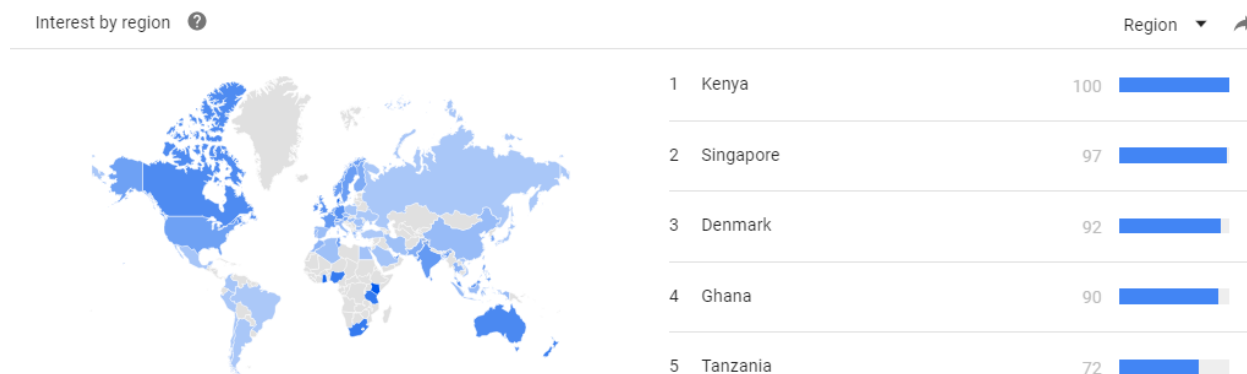 Interest by region ?
Region
1 Kenya 100
2 Singapore 97
3 Denmark 92
4 Ghana 90
5 Tanzania 72